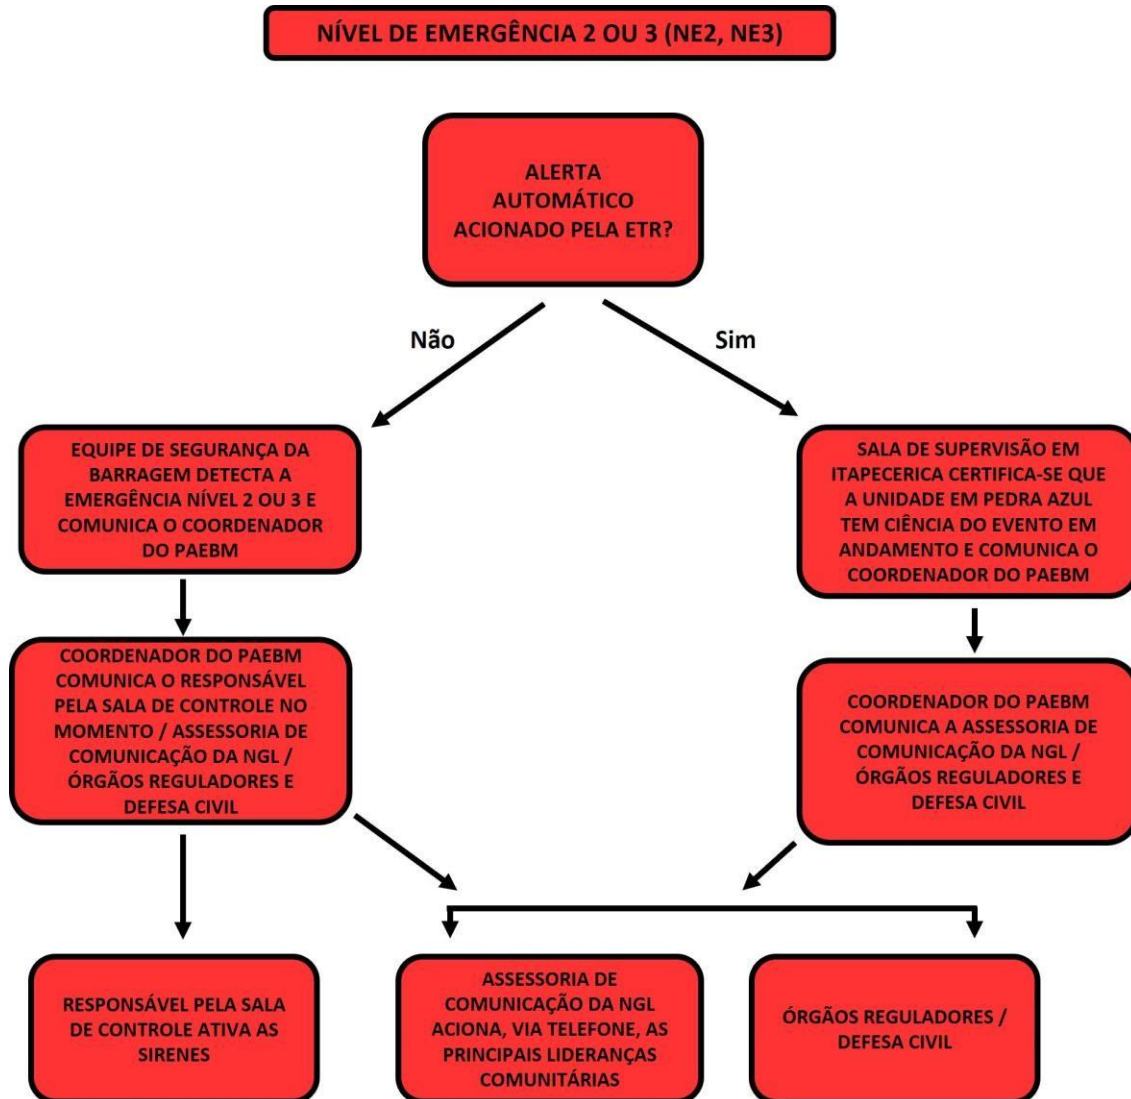 NÍVEL DE EMERGÊNCIA 2 OU 3 (NE2, NE3)
ALERTA
AUTOMÁTICO
ACIONADO PELA ETR?
Não
Sim
EQUIPE DE SEGURANÇA DA
BARRAGEM DETECTA A
EMERGÊNCIA NÍVEL 2 OU 3 E
COMUNICA O COORDENADOR
DO PAEBM
SALA DE SUPERVISÃO EM
ITAPECERICA CERTIFICA-SE QUE
A UNIDADE EM PEDRA AZUL
TEM CIÊNCIA DO EVENTO EM
ANDAMENTO E COMUNICA O
COORDENADOR DO PAEBM
COORDENADOR DO PAEBM
COMUNICA O RESPONSÁVEL
PELA SALA DE CONTROLE NO
MOMENTO / ASSESSORIA DE
COMUNICAÇÃO DA NGL /
ÓRGÃOS REGULADORES E
DEFESA CIVIL
COORDENADOR DO PAEBM
COMUNICA A ASSESSORIA DE
COMUNICAÇÃO DA NGL /
ÓRGÃOS REGULADORES E
DEFESA CIVIL
RESPONSÁVEL PELA SALA
DE CONTROLE ATIVA AS
SIRENES
ASSESSORIA DE
COMUNICAÇÃO DA NGL
ACIONA, VIA TELEFONE, AS
PRINCIPAIS LIDERANÇAS
COMUNITÁRIAS
ÓRGÃOS REGULADORES /
DEFESA CIVIL